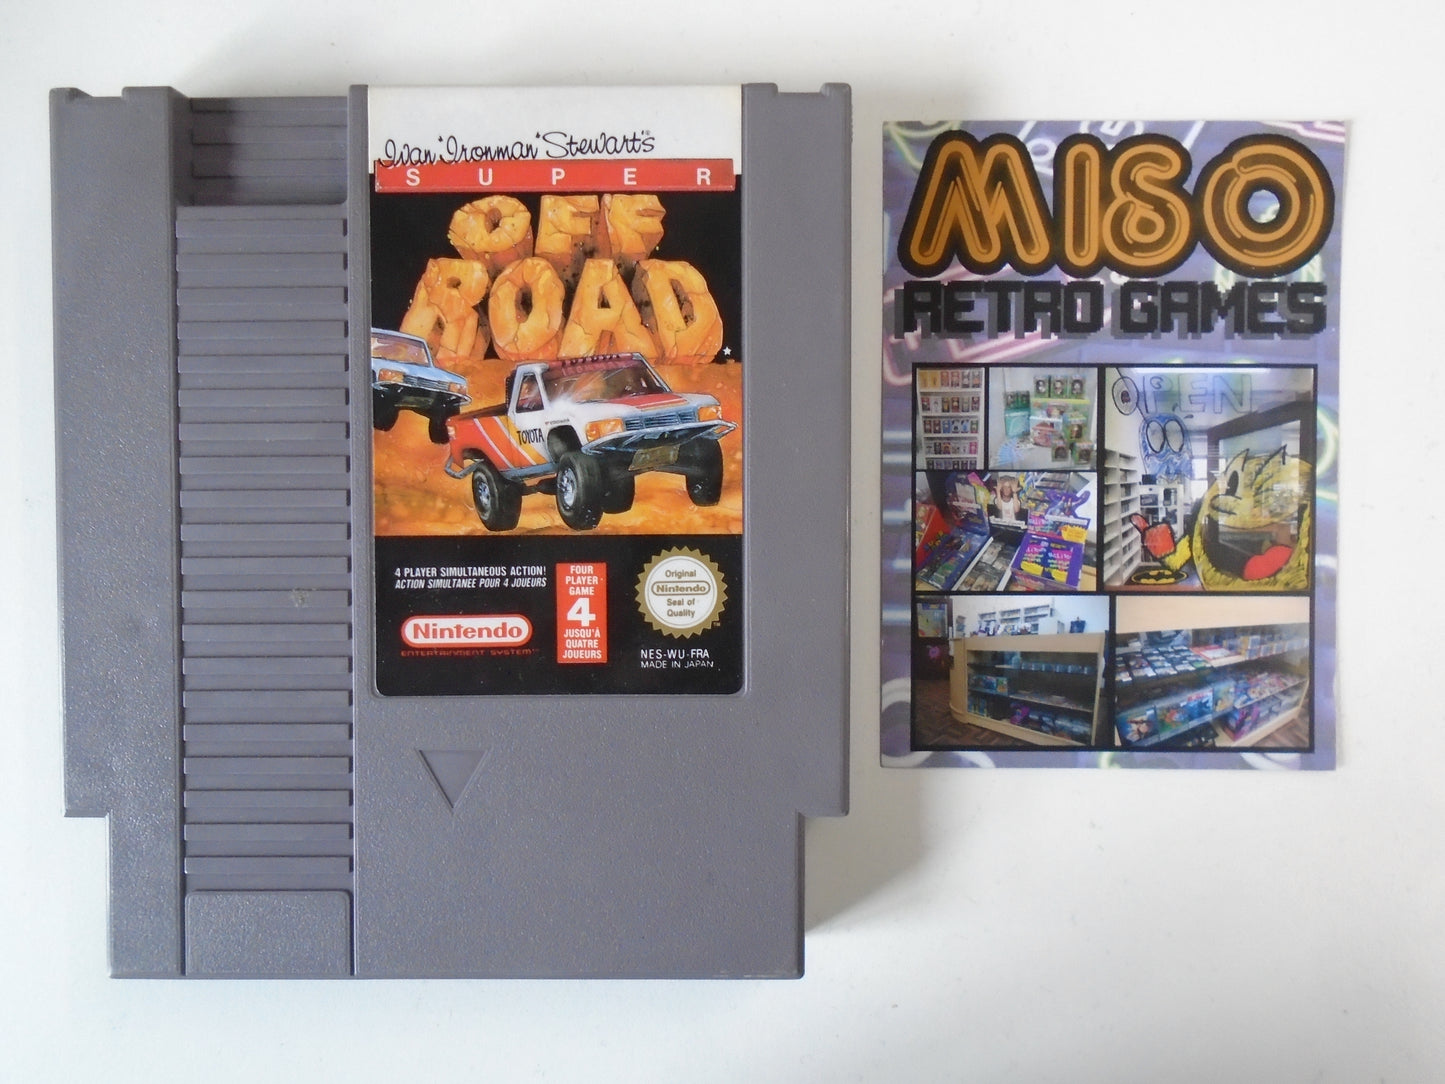 Ivan "Ironman" Stewart's®
SUPER
OFF
ROAD
TOYOTA
4 PLAYER SIMULTANEOUS ACTION!
ACTION SIMULTANEE POUR 4 JOUEURS
Nintendo®
ENTERTAINMENT SYSTEM™
FOUR
PLAYER
GAME
4
JUSQU'À
QUATRE
JOUEURS
Original
Nintendo
Seal of
Quality
TM
NES-WU-FRA
MADE IN JAPAN
MISO
RETRO GAMES
OPEN